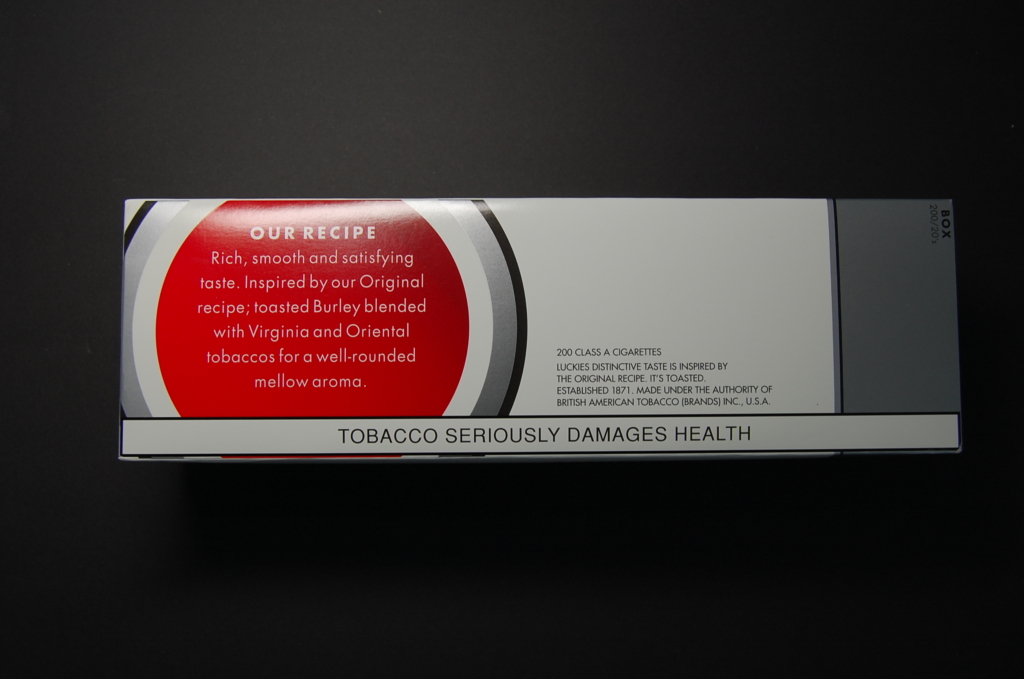 OUR RECIPE
Rich, smooth and satisfying
taste. Inspired by our Original
recipe; toasted Burley blended
with Virginia and Oriental
tobaccos for a well-rounded
mellow aroma.
200 CLASS A CIGARETTES
LUCKIES DISTINCTIVE TASTE IS INSPIRED BY
THE ORIGINAL RECIPE. IT'S TOASTED.
ESTABLISHED 1871. MADE UNDER THE AUTHORITY OF
BRITISH AMERICAN TOBACCO (BRANDS) INC., U.S.A.
BOX
200/20's
TOBACCO SERIOUSLY DAMAGES HEALTH